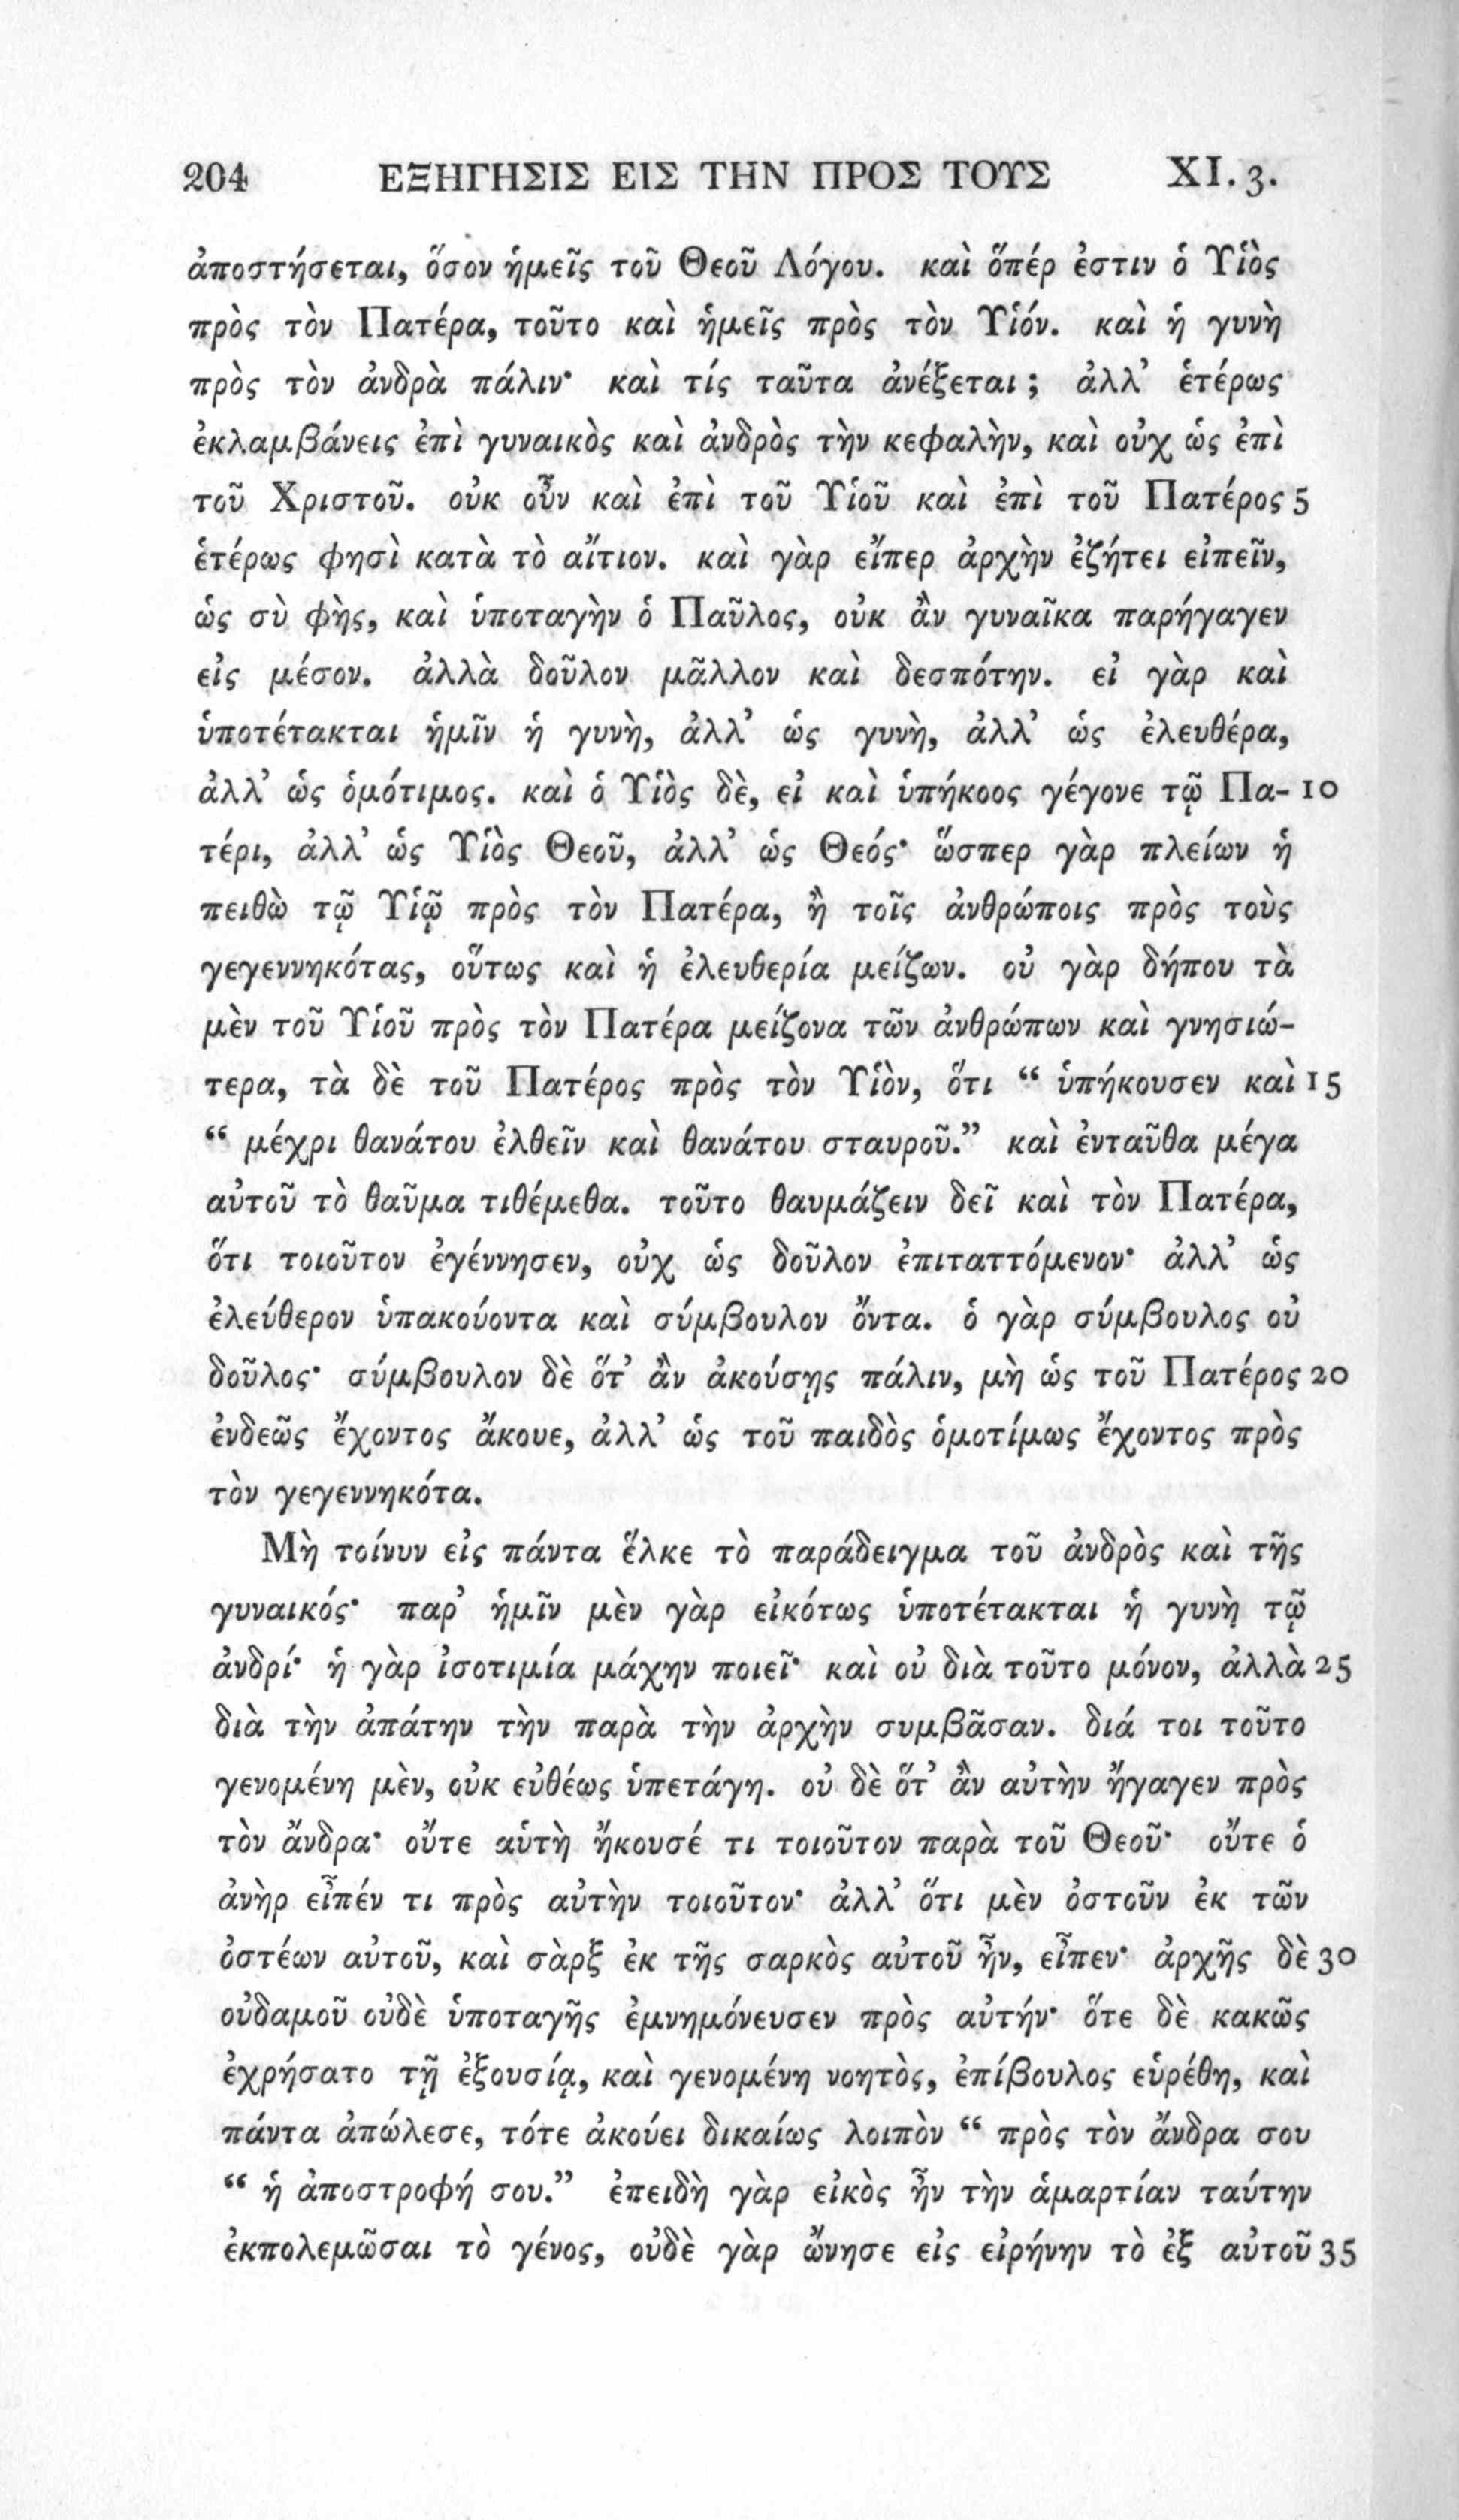 204 ΕΞΗΓΗΣΙΣ ΕΙΣ ΤΗΝ ΠΡΟΣ ΤΟΥΣ XI. 3.
ἀποστήσεται, ὅσον ἡμεῖς τοῦ Θεοῦ Λόγου. καὶ ὅπέρ ἐστιν ὁ Υἱὸς
πρὸς τὸν Πατέρα, τοῦτο καὶ ἡμεῖς πρὸς τὸν Υἱόν. καὶ ἡ γυνὴ
πρὸς τὸν ἀνδρὰ πάλιν· καὶ τίς ταῦτα ἀνέξεται ; ἀλλ’ ἑτέρως
ἐκλαμβάνεις ἐπὶ γυναικὸς καὶ ἀνδρὸς τὴν κεφαλὴν, καὶ οὐχ ὡς ἐπὶ
τοῦ Χριστοῦ. οὐκ οὖν καὶ ἐπὶ τοῦ Υἱοῦ καὶ ἐπὶ τοῦ Πατέρος 5
ἑτέρως φησὶ κατὰ τὸ αἴτιον. καὶ γὰρ εἴπερ ἀρχὴν ἐζήτει εἰπεῖν,
ὡς σὺ φὴς, καὶ ὑποταγὴν ὁ Παῦλος, οὐκ ἂν γυναῖκα παρήγαγεν
εἰς μέσον. ἀλλὰ δοῦλον μᾶλλον καὶ δεσπότην. εἰ γὰρ καὶ
ὑποτέτακται ἡμῖν ἡ γυνὴ, ἀλλ’ ὡς γυνὴ, ἀλλ’ ὡς ἐλευθέρα,
ἀλλ’ ὡς ὁμότιμος. καὶ ὁ Υἱὸς δὲ, εἰ καὶ ὑπήκοος γέγονε τῷ Πα- 10
τέρι, ἀλλ’ ὡς Υἱὸς Θεοῦ, ἀλλ’ ὡς Θεός· ὥσπερ γὰρ πλείων ἡ
πειθὼ τῷ Υἱῷ πρὸς τὸν Πατέρα, ἢ τοῖς ἀνθρώποις πρὸς τοὺς
γεγεννηκότας, οὕτως καὶ ἡ ἐλευθερία μείζων. οὐ γὰρ δήπου τὰ
μὲν τοῦ Υἱοῦ πρὸς τὸν Πατέρα μείζονα τῶν ἀνθρώπων καὶ γνησιώ-
τερα, τὰ δὲ τοῦ Πατέρος πρὸς τὸν Υἱὸν, ὅτι “ ὑπήκουσεν καὶ 15
“ μέχρι θανάτου ἐλθεῖν καὶ θανάτου σταυροῦ.” καὶ ἐνταῦθα μέγα
αὐτοῦ τὸ θαῦμα τιθέμεθα. τοῦτο θαυμάζειν δεῖ καὶ τὸν Πατέρα,
ὅτι τοιοῦτον ἐγέννησεν, οὐχ ὡς δοῦλον ἐπιταττόμενον· ἀλλ’ ὡς
ἐλεύθερον ὑπακούοντα καὶ σύμβουλον ὄντα. ὁ γὰρ σύμβουλος οὐ
δοῦλος· σύμβουλον δὲ ὅτ’ ἂν ἀκούσῃς πάλιν, μὴ ὡς τοῦ Πατέρος 20
ἐνδεῶς ἔχοντος ἄκουε, ἀλλ’ ὡς τοῦ παιδὸς ὁμοτίμως ἔχοντος πρὸς
τὸν γεγεννηκότα.
Μὴ τοίνυν εἰς πάντα ἕλκε τὸ παράδειγμα τοῦ ἀνδρὸς καὶ τῆς
γυναικός· παρ’ ἡμῖν μὲν γὰρ εἰκότως ὑποτέτακται ἡ γυνὴ τῷ
ἀνδρί· ἡ γὰρ ἰσοτιμία μάχην ποιεῖ· καὶ οὐ διὰ τοῦτο μόνον, ἀλλὰ 25
διὰ τὴν ἀπάτην τὴν παρὰ τὴν ἀρχὴν συμβᾶσαν. διά τοι τοῦτο
γενομένη μὲν, οὐκ εὐθέως ὑπετάγη. οὐ δὲ ὅτ’ ἂν αὐτὴν ἤγαγεν πρὸς
τὸν ἄνδρα· οὔτε αὑτὴ ἤκουσέ τι τοιοῦτον παρὰ τοῦ Θεοῦ· οὔτε ὁ
ἀνὴρ εἶπέν τι πρὸς αὐτὴν τοιοῦτον· ἀλλ’ ὅτι μὲν ὀστοῦν ἐκ τῶν
ὀστέων αὐτοῦ, καὶ σὰρξ ἐκ τῆς σαρκὸς αὐτοῦ ἦν, εἶπεν· ἀρχῆς δὲ 30
οὐδαμοῦ οὐδὲ ὑποταγῆς ἐμνημόνευσεν πρὸς αὐτήν· ὅτε δὲ κακῶς
ἐχρήσατο τῇ ἐξουσίᾳ, καὶ γενομένη νοητὸς, ἐπίβουλος εὑρέθη, καὶ
πάντα ἀπώλεσε, τότε ἀκούει δικαίως λοιπὸν “ πρὸς τὸν ἄνδρα σου
“ ἡ ἀποστροφή σου.” ἐπειδὴ γὰρ εἰκὸς ἦν τὴν ἁμαρτίαν ταύτην
ἐκπολεμῶσαι τὸ γένος, οὐδὲ γὰρ ὤνησε εἰς εἰρήνην τὸ ἐξ αὐτοῦ 35